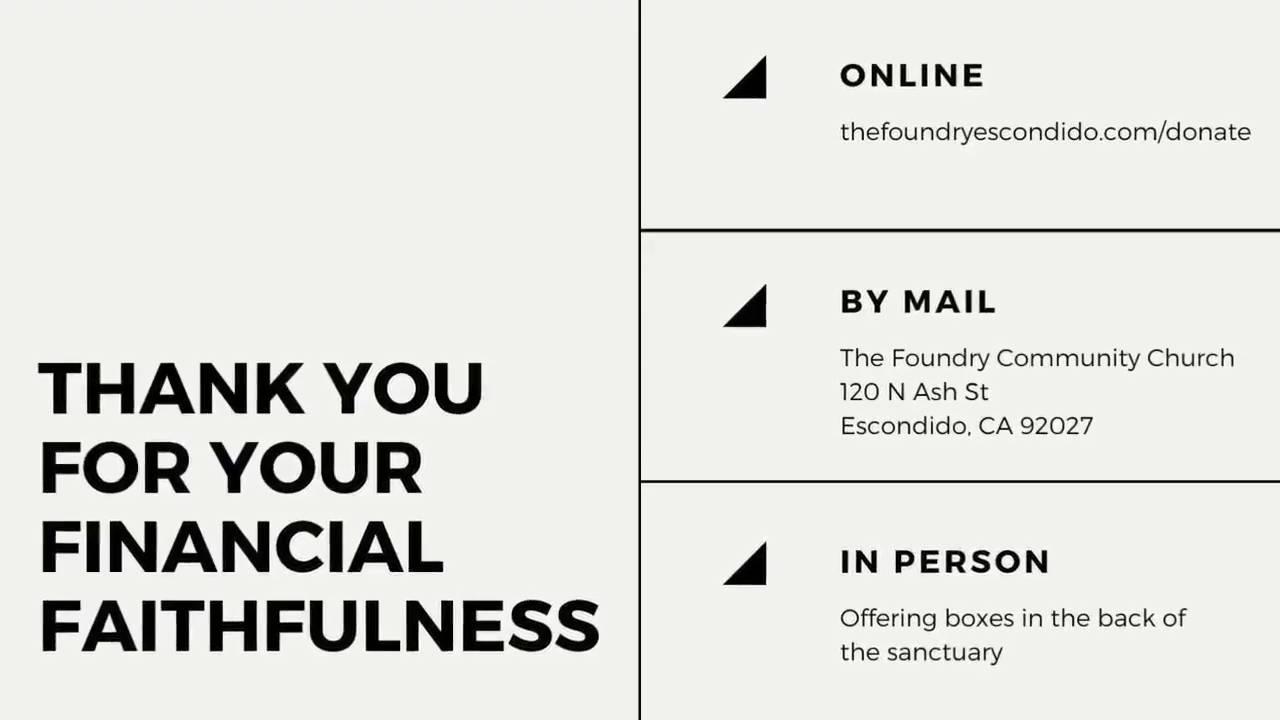 THANK YOU
FOR YOUR
FINANCIAL
FAITHFULNESS
ONLINE
thefoundryescondido.com/donate
BY MAIL
The Foundry Community Church
120 N Ash St
Escondido, CA 92027
IN PERSON
Offering boxes in the back of
the sanctuary